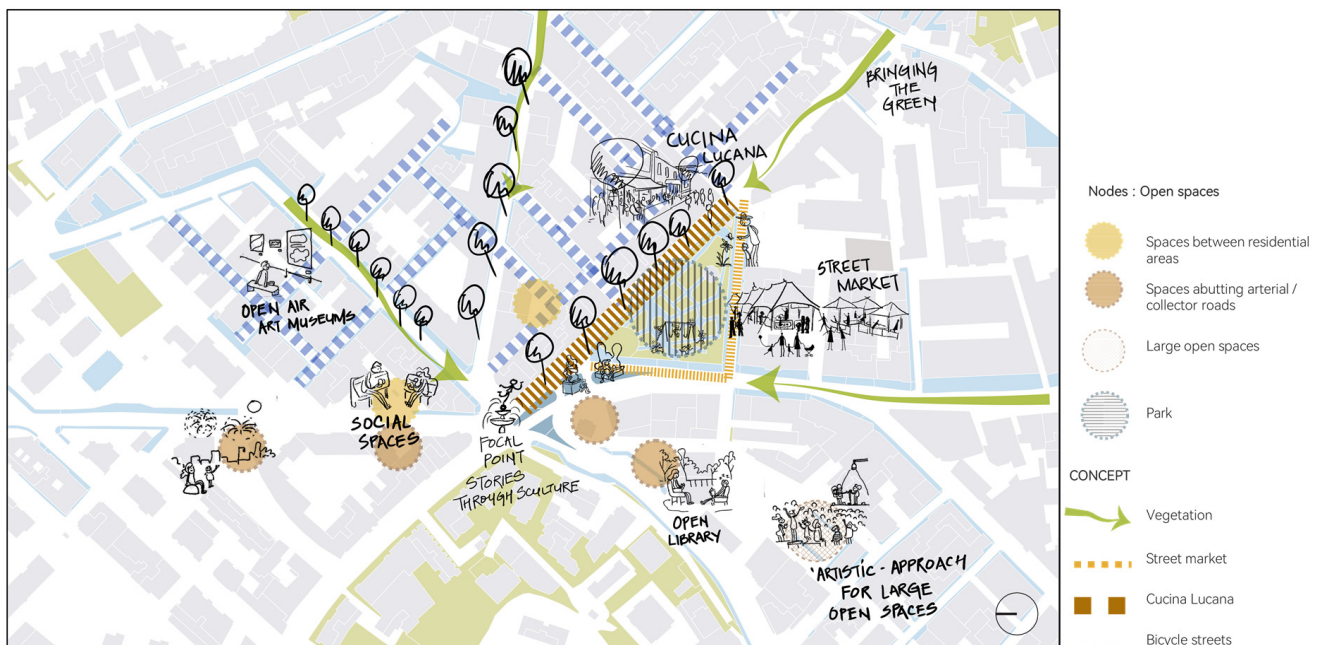 BRINGING
THE
GREEN
CUCINA
LUCANA
STREET
MARKET
OPEN AIR
ART MUSEUMS
SOCIAL
SPACES
FOCAL
POINT
STORIES
THROUGH SCULTURE
OPEN
LIBRARY
'ARTISTIC - APPROACH
FOR LARGE
OPEN SPACES
Nodes : Open spaces
Spaces between residential
areas
Spaces abutting arterial /
collector roads
Large open spaces
Park
CONCEPT
Vegetation
Street market
Cucina Lucana
Bicycle streets